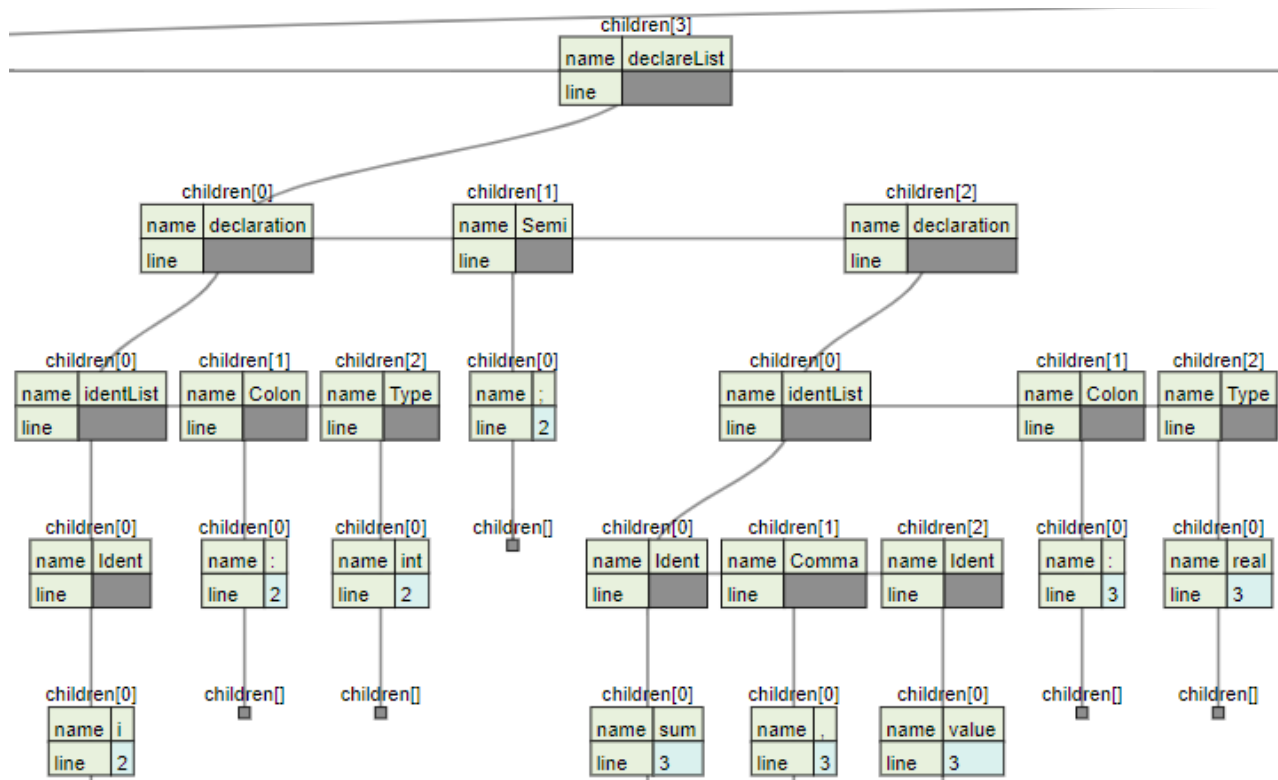 children[3]
name declareList
line
children[0] children[1] children[2]
name declaration name Semi name declaration
line line line
children[0] children[1] children[2] children[0] children[0] children[1] children[2]
name identList name Colon name Type name ; name identList name Colon name Type
line line line line 2 line line line
children[0] children[0] children[0] children[] children[0] children[1] children[2] children[0] children[0]
name Ident name : name int name Ident name Comma name Ident name : name real
line line 2 line 2 line line line line 3 line 3
children[0] children[] children[] children[0] children[0] children[0] children[] children[]
name i name sum name , name value
line 2 line 3 line 3 line 3